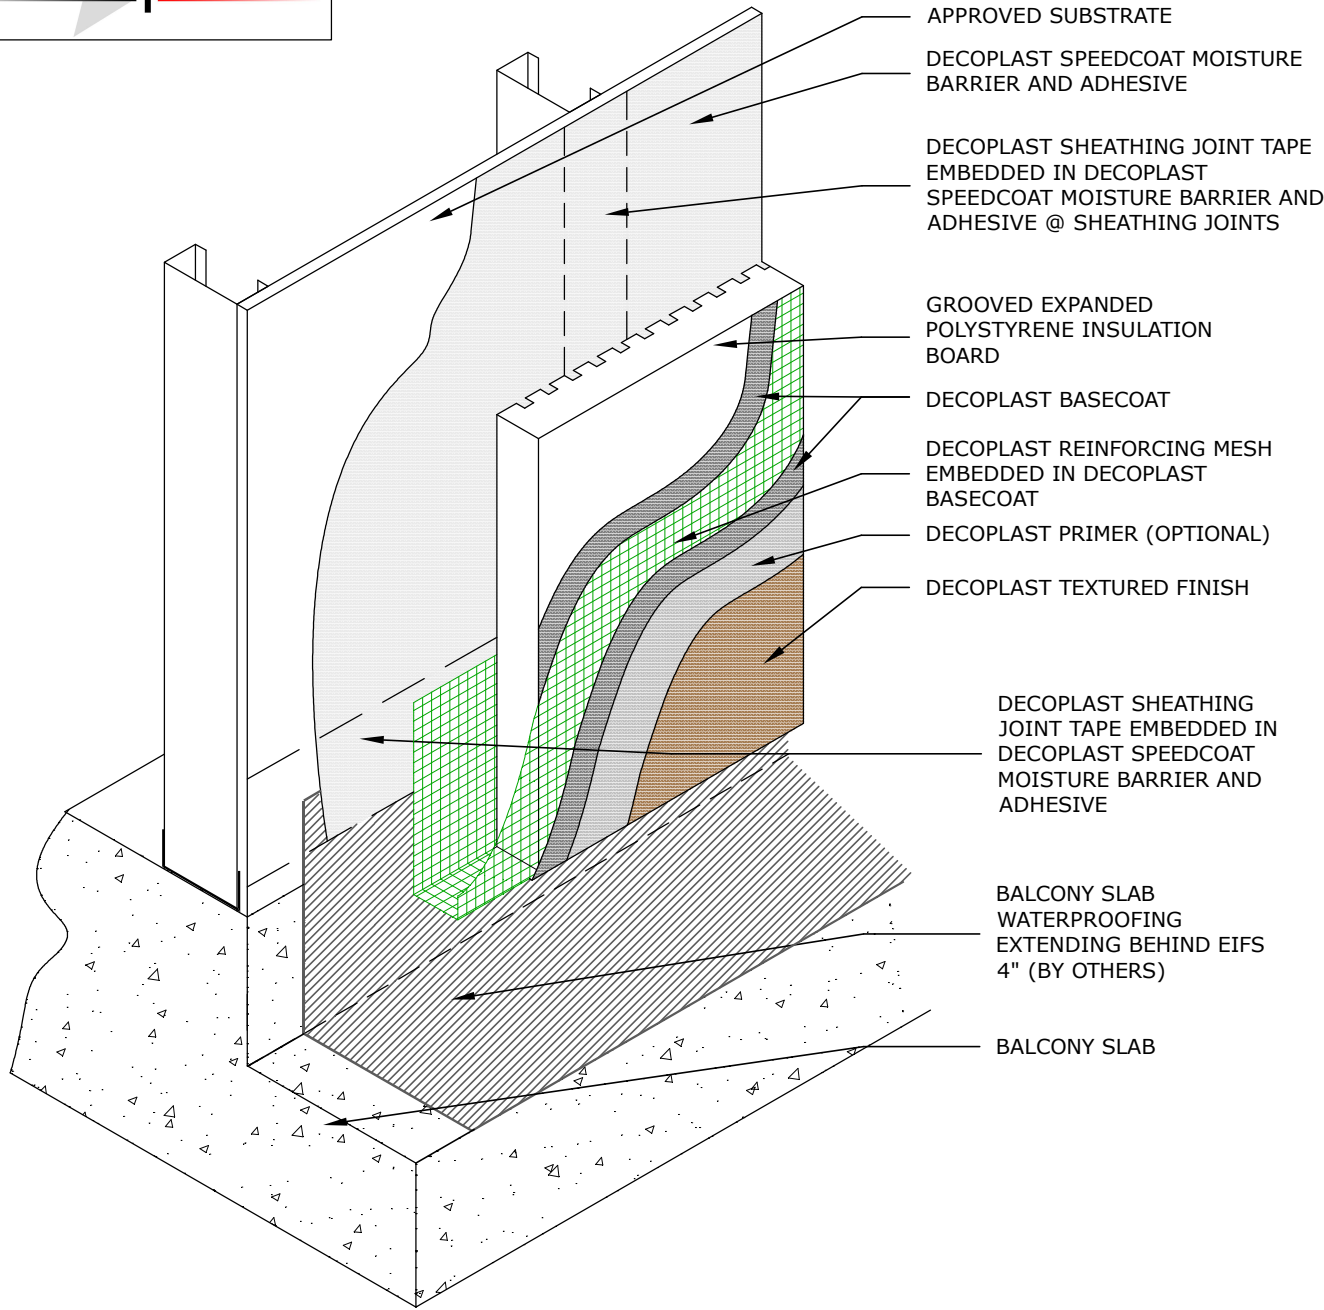 APPROVED SUBSTRATE
DECOPLAST SPEEDCOAT MOISTURE
BARRIER AND ADHESIVE
DECOPLAST SHEATHING JOINT TAPE
EMBEDDED IN DECOPLAST
SPEEDCOAT MOISTURE BARRIER AND
ADHESIVE @ SHEATHING JOINTS
GROOVED EXPANDED
POLYSTYRENE INSULATION
BOARD
DECOPLAST BASECOAT
DECOPLAST REINFORCING MESH
EMBEDDED IN DECOPLAST
BASECOAT
DECOPLAST PRIMER (OPTIONAL)
DECOPLAST TEXTURED FINISH
DECOPLAST SHEATHING
JOINT TAPE EMBEDDED IN
DECOPLAST SPEEDCOAT
MOISTURE BARRIER AND
ADHESIVE
BALCONY SLAB
WATERPROOFING
EXTENDING BEHIND EIFS
4" (BY OTHERS)
BALCONY SLAB